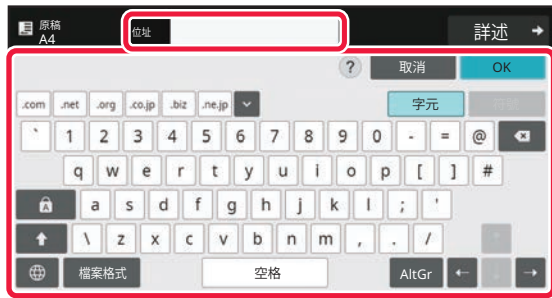 原稿
A4
位址
詳述
? 取消 OK
.com .net .org .co.jp .biz .ne.jp 字元
` 1 2 3 4 5 6 7 8 9 0 - = @
q w e r t y u i o p [ ] #
A a s d f g h j k l ; '
\ z x c v b n m , . /
檔案格式 空格 AltGr